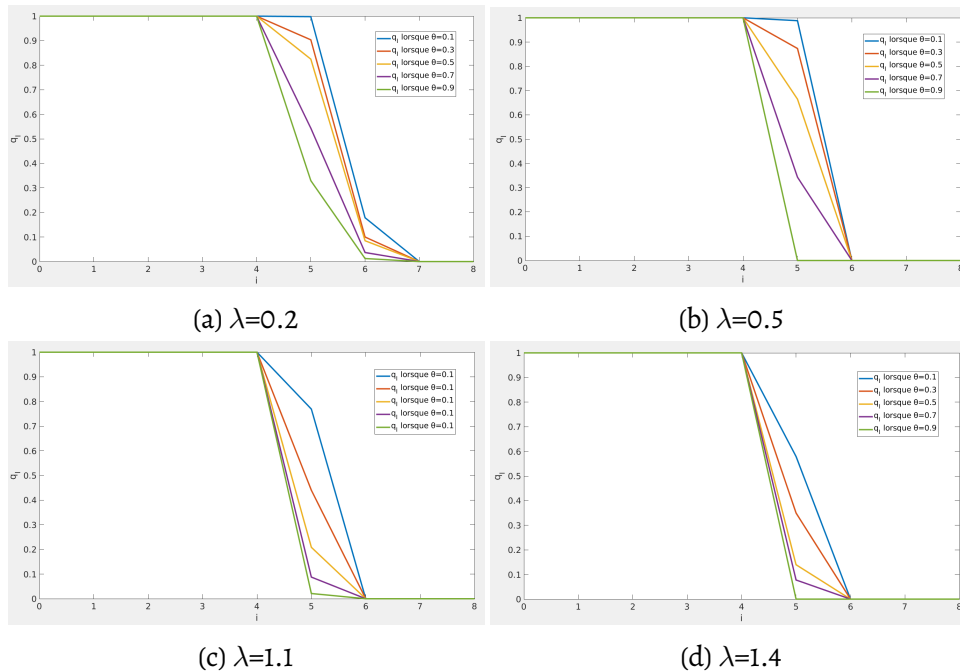 1
0.9
0.8
0.7
0.6
0.5
0.4
0.3
0.2
0.1
0
q_i
0 1 2 3 4 5 6 7 8
i
q_i lorsque θ=0.1
q_i lorsque θ=0.3
q_i lorsque θ=0.5
q_i lorsque θ=0.7
q_i lorsque θ=0.9
(a) λ=0.2
1
0.9
0.8
0.7
0.6
0.5
0.4
0.3
0.2
0.1
0
q_i
0 1 2 3 4 5 6 7 8
i
q_i lorsque θ=0.1
q_i lorsque θ=0.3
q_i lorsque θ=0.5
q_i lorsque θ=0.7
q_i lorsque θ=0.9
(b) λ=0.5
1
0.9
0.8
0.7
0.6
0.5
0.4
0.3
0.2
0.1
0
q_i
0 1 2 3 4 5 6 7 8
i
q_i lorsque θ=0.1
q_i lorsque θ=0.1
q_i lorsque θ=0.1
q_i lorsque θ=0.1
q_i lorsque θ=0.1
(c) λ=1.1
1
0.9
0.8
0.7
0.6
0.5
0.4
0.3
0.2
0.1
0
q_i
0 1 2 3 4 5 6 7 8
i
q_i lorsque θ=0.1
q_i lorsque θ=0.3
q_i lorsque θ=0.5
q_i lorsque θ=0.7
q_i lorsque θ=0.9
(d) λ=1.4